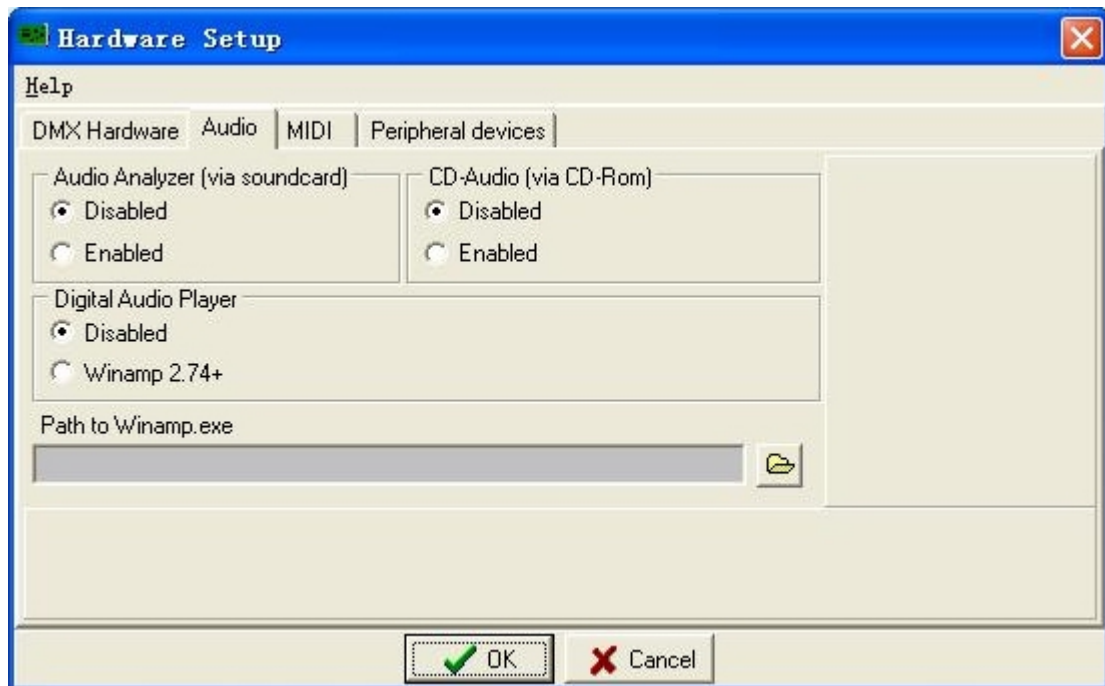 Hardware Setup
Help
DMX Hardware Audio MIDI Peripheral devices
Audio Analyzer (via soundcard) CD-Audio (via CD-Rom)
Disabled Disabled
Enabled Enabled
Digital Audio Player
Disabled
Winamp 2.74+
Path to Winamp.exe
OK Cancel